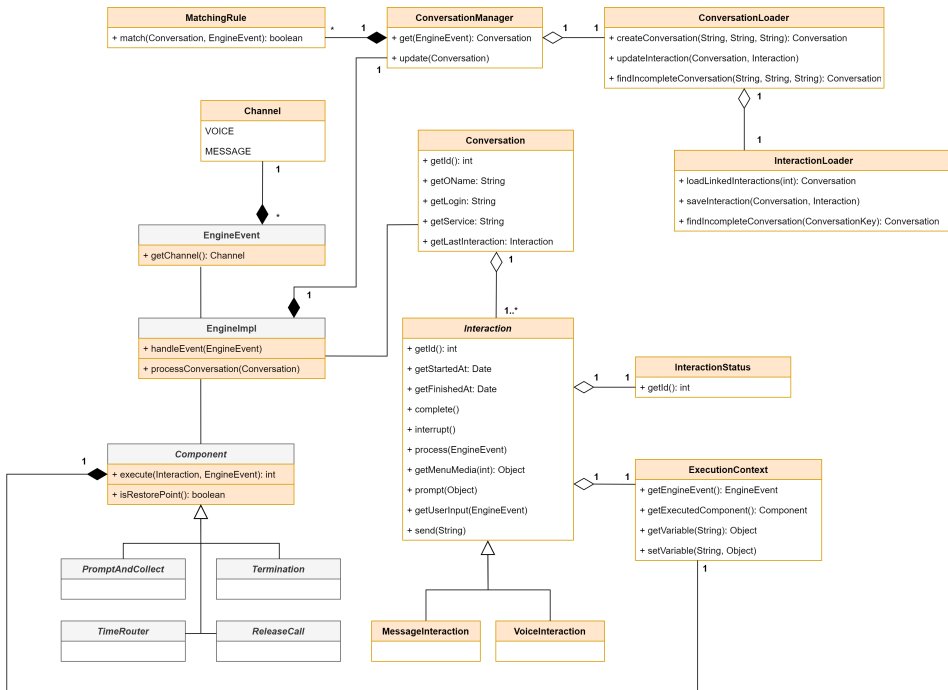 MatchingRule
+ match(Conversation, EngineEvent): boolean
*
1
ConversationManager
+ get(EngineEvent): Conversation
+ update(Conversation)
1
1
1
ConversationLoader
+ createConversation(String, String, String): Conversation
+ updateInteraction(Conversation, Interaction)
+ findIncompleteConversation(String, String, String): Conversation
1
1
InteractionLoader
+ loadLinkedInteractions(int): Conversation
+ saveInteraction(Conversation, Interaction)
+ findIncompleteConversation(ConversationKey): Conversation
Channel
VOICE
MESSAGE
1
*
EngineEvent
+ getChannel(): Channel
Conversation
+ getId(): int
+ getOName: String
+ getLogin: String
+ getService: String
+ getLastInteraction: Interaction
1
1..*
1
EngineImpl
+ handleEvent(EngineEvent)
+ processConversation(Conversation)
Interaction
+ getId(): int
+ getStartedAt: Date
+ getFinishedAt: Date
+ complete()
+ interrupt()
+ process(EngineEvent)
+ getMenuMedia(int): Object
+ prompt(Object)
+ getUserInput(EngineEvent)
+ send(String)
1
1
InteractionStatus
+ getId(): int
1
1
ExecutionContext
+ getEngineEvent(): EngineEvent
+ getExecutedComponent(): Component
+ getVariable(String): Object
+ setVariable(String, Object)
1
1
Component
+ execute(Interaction, EngineEvent): int
+ isRestorePoint(): boolean
PromptAndCollect
Termination
TimeRouter
ReleaseCall
MessageInteraction
VoiceInteraction